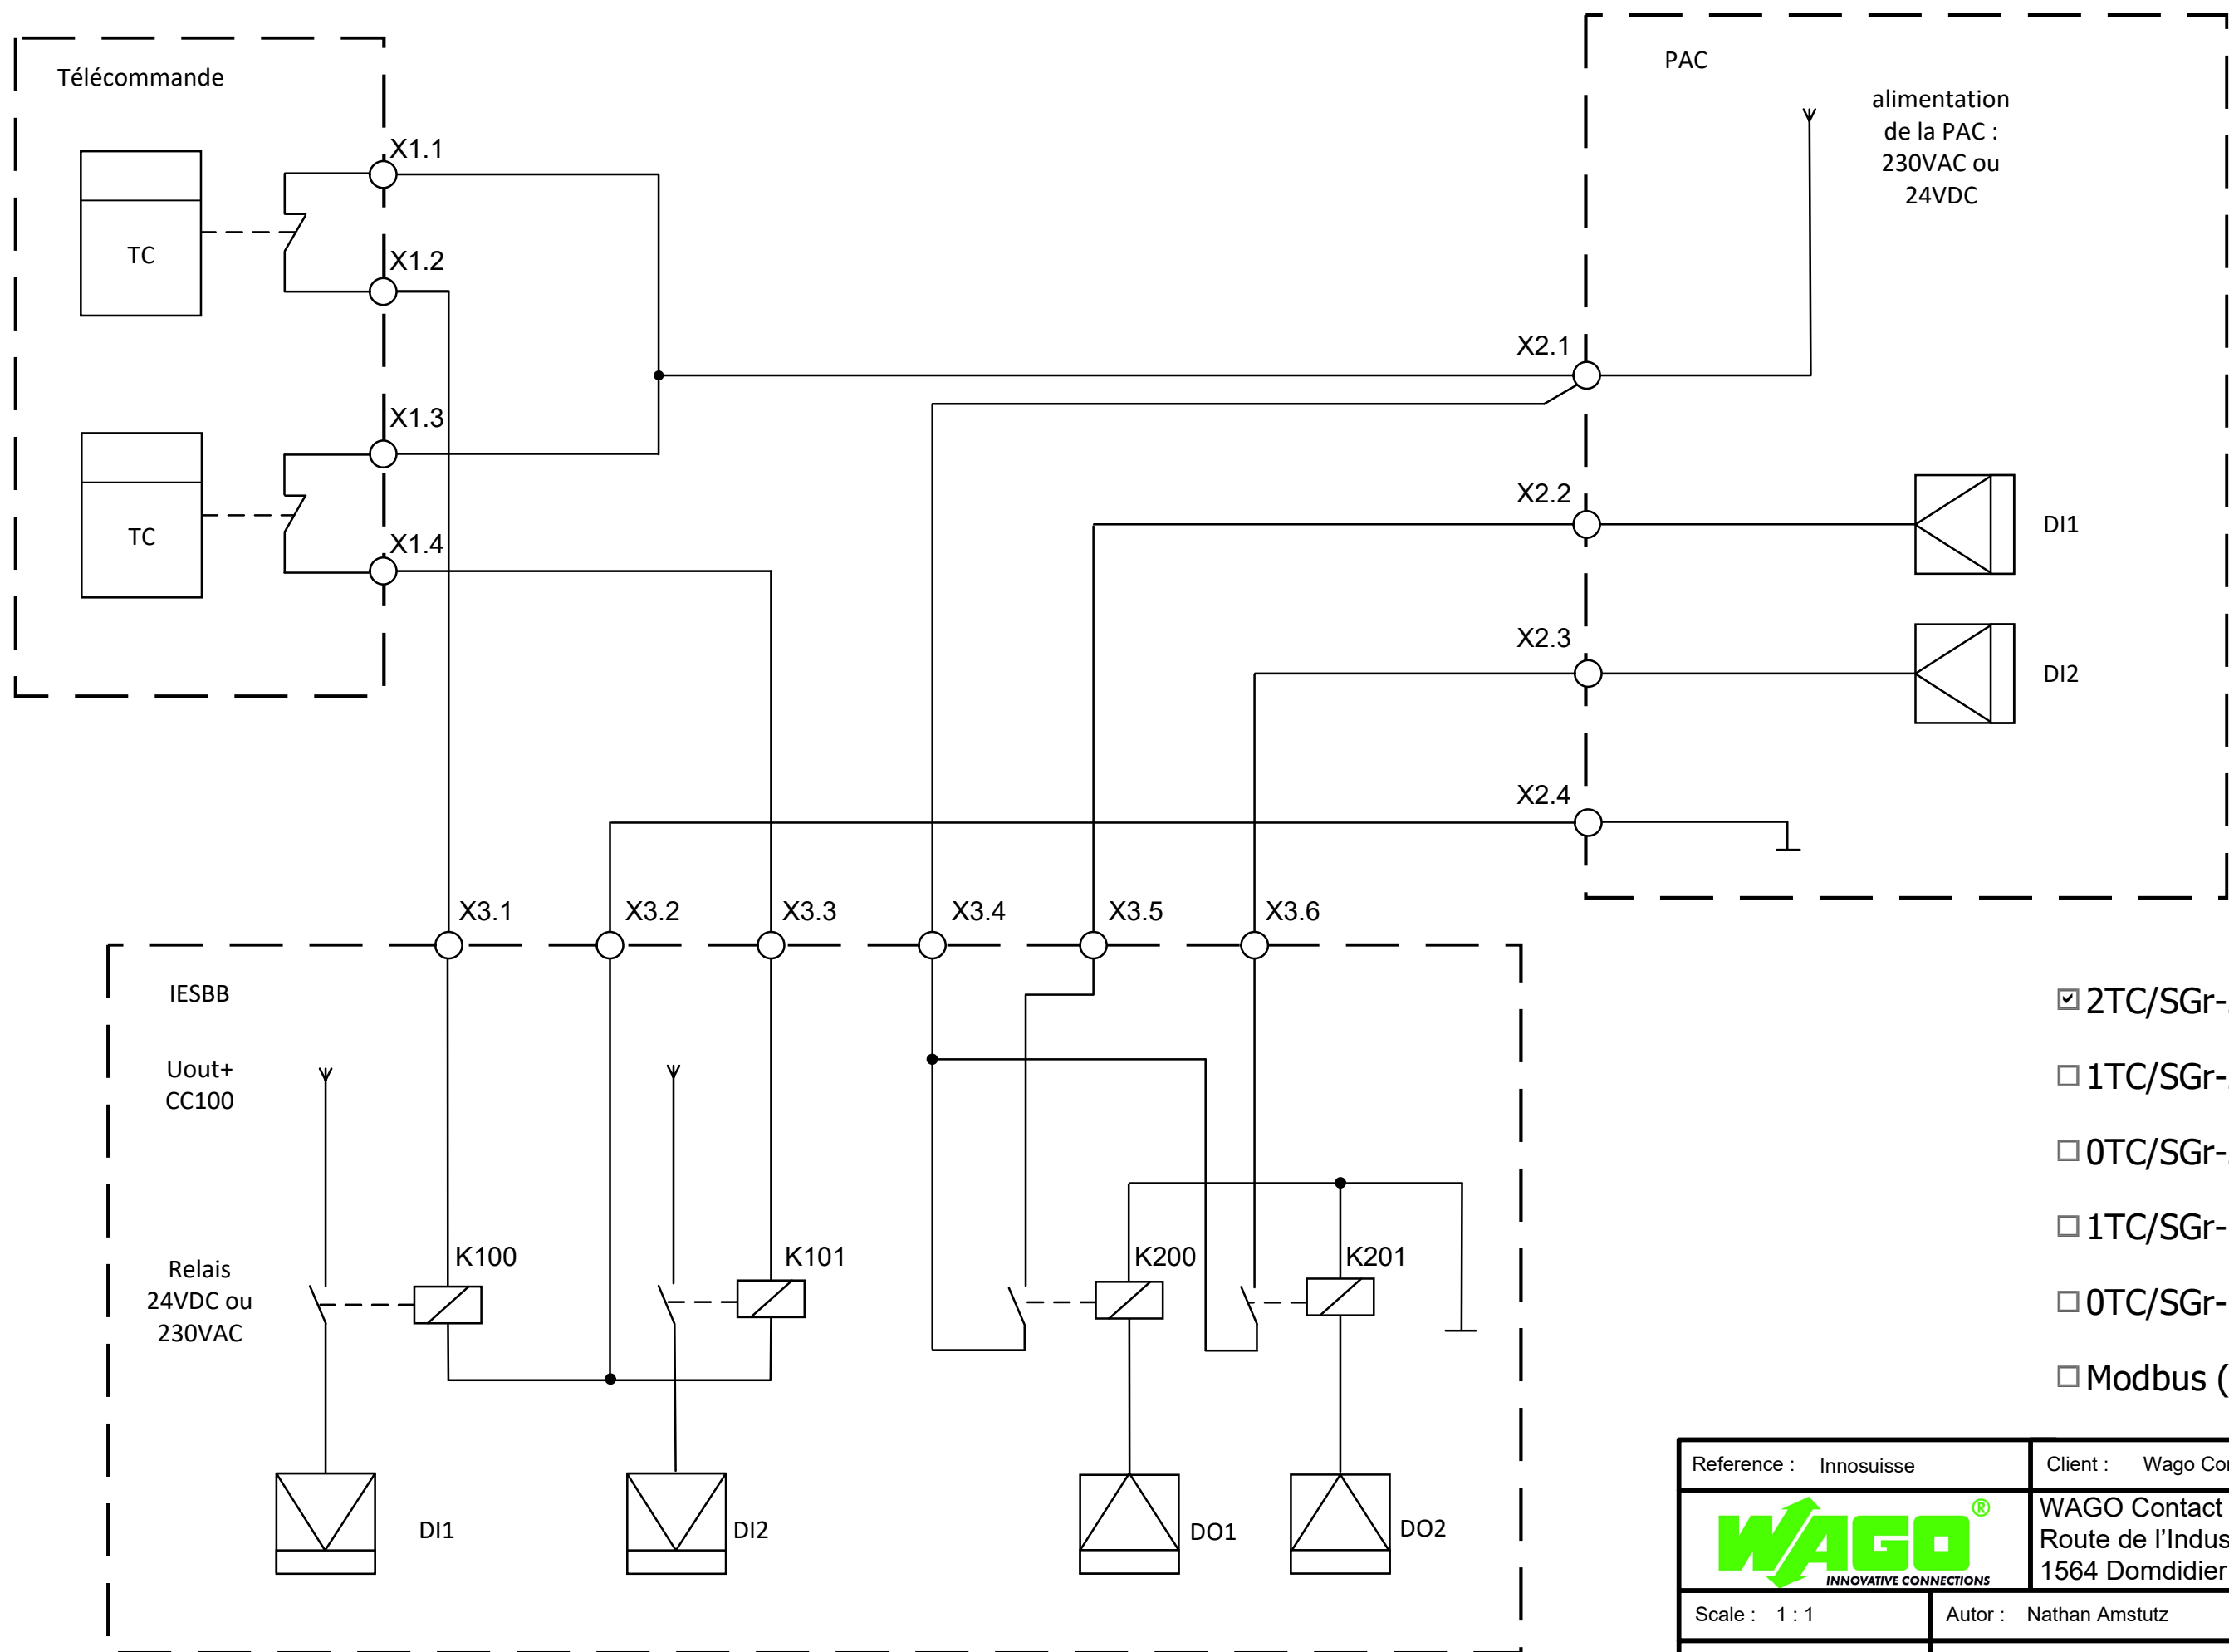 Télécommande
TC
X1.1
X1.2
TC
X1.3
X1.4
PAC
alimentation
de la PAC :
230VAC ou
24VDC
X2.1
X2.2
DI1
X2.3
DI2
X2.4
X3.1
X3.2
X3.3
X3.4
X3.5
X3.6
IESBB
Uout+
CC100
Relais
24VDC ou
230VAC
K100
K101
K200
K201
DI1
DI2
DO1
DO2
2TC/SGr-
1TC/SGr-
0TC/SGr-
1TC/SGr-
0TC/SGr-
Modbus (
Reference : Innosuisse
Client : Wago Con
WAGO ®
INNOVATIVE CONNECTIONS
WAGO Contact
Route de l’Indus
1564 Domdidier
Scale : 1 : 1
Autor : Nathan Amstutz